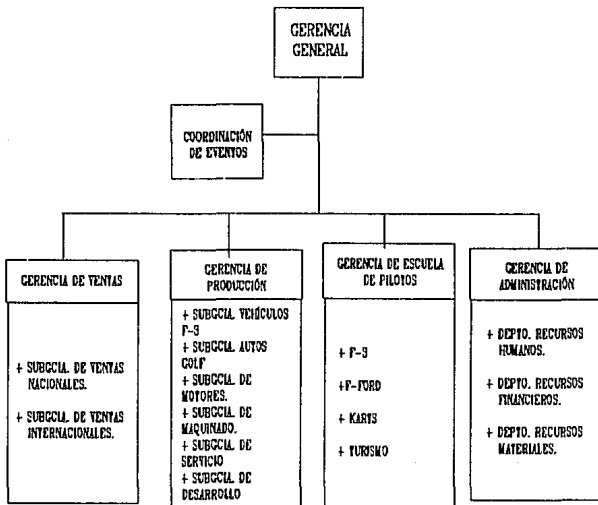 GERENCIA
GENERAL
COORDINACIÓN
DE EVENTOS
GERENCIA DE VENTAS
+ SUBGCIA. DE VENTAS
NACIONALES.
+ SUBGCIA. DE VENTAS
INTERNACIONALES.
GERENCIA DE
PRODUCCIÓN
+ SUBGCIA. VEHÍCULOS
F-3
+ SUBGCIA. AUTOS
GOLF
+ SUBGCIA. DE
MOTORES.
+ SUBGCIA. DE
MAQUINADO.
+ SUBGCIA. DE
SERVICIO
+ SUBGCIA. DE
DESARROLLO
GERENCIA DE ESCUELA
DE PILOTOS
+ F-3
+F-FORD
+ KARTS
+ TURISMO
GERENCIA DE
ADMINISTRACIÓN
+ DEPTO. RECURSOS
HUMANOS.
+ DEPTO. RECURSOS
FINANCIEROS.
+ DEPTO. RECURSOS
MATERIALES.